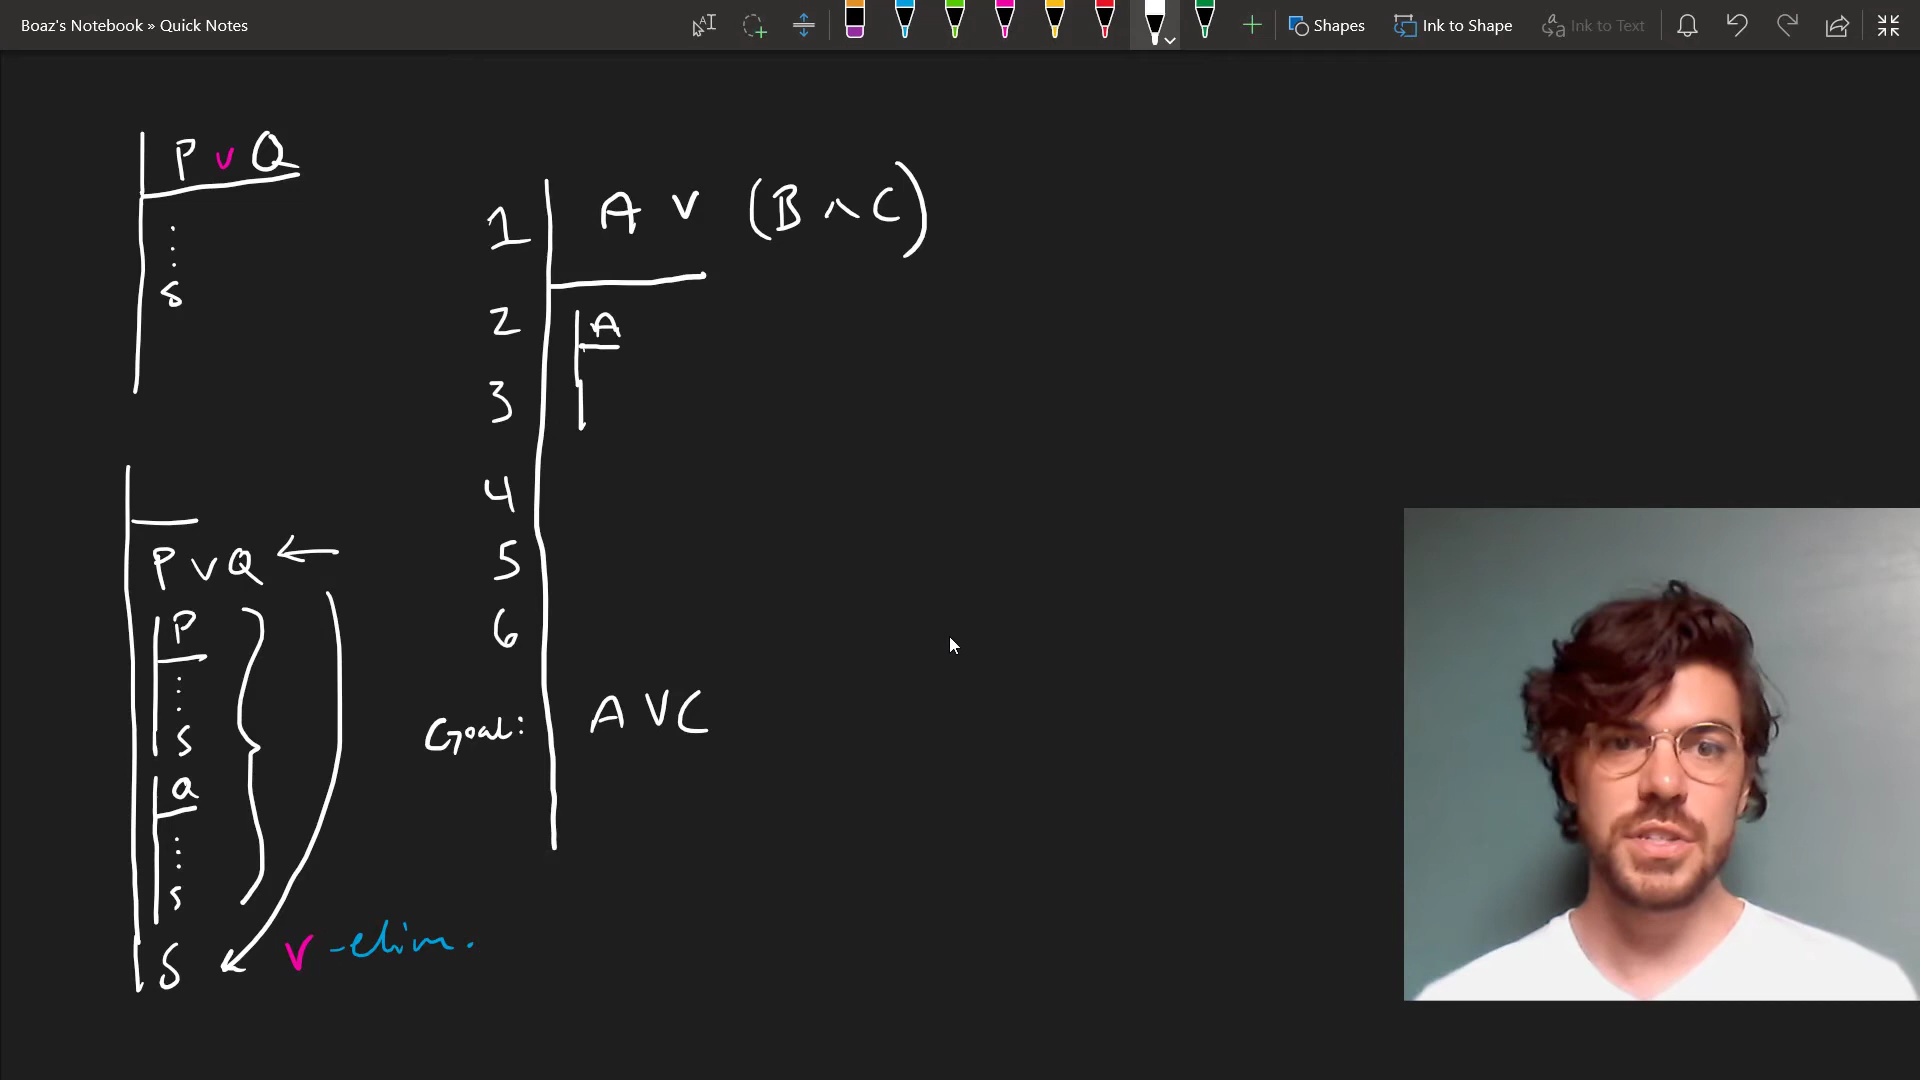 Boaz's Notebook » Quick Notes
Shapes
Ink to Shape
Ink to Text
P v Q
S
P v Q
P
S
Q
S
S
v -elim.
1 A v (B ∧ C)
2 A
3
4
5
6
Goal: A v C